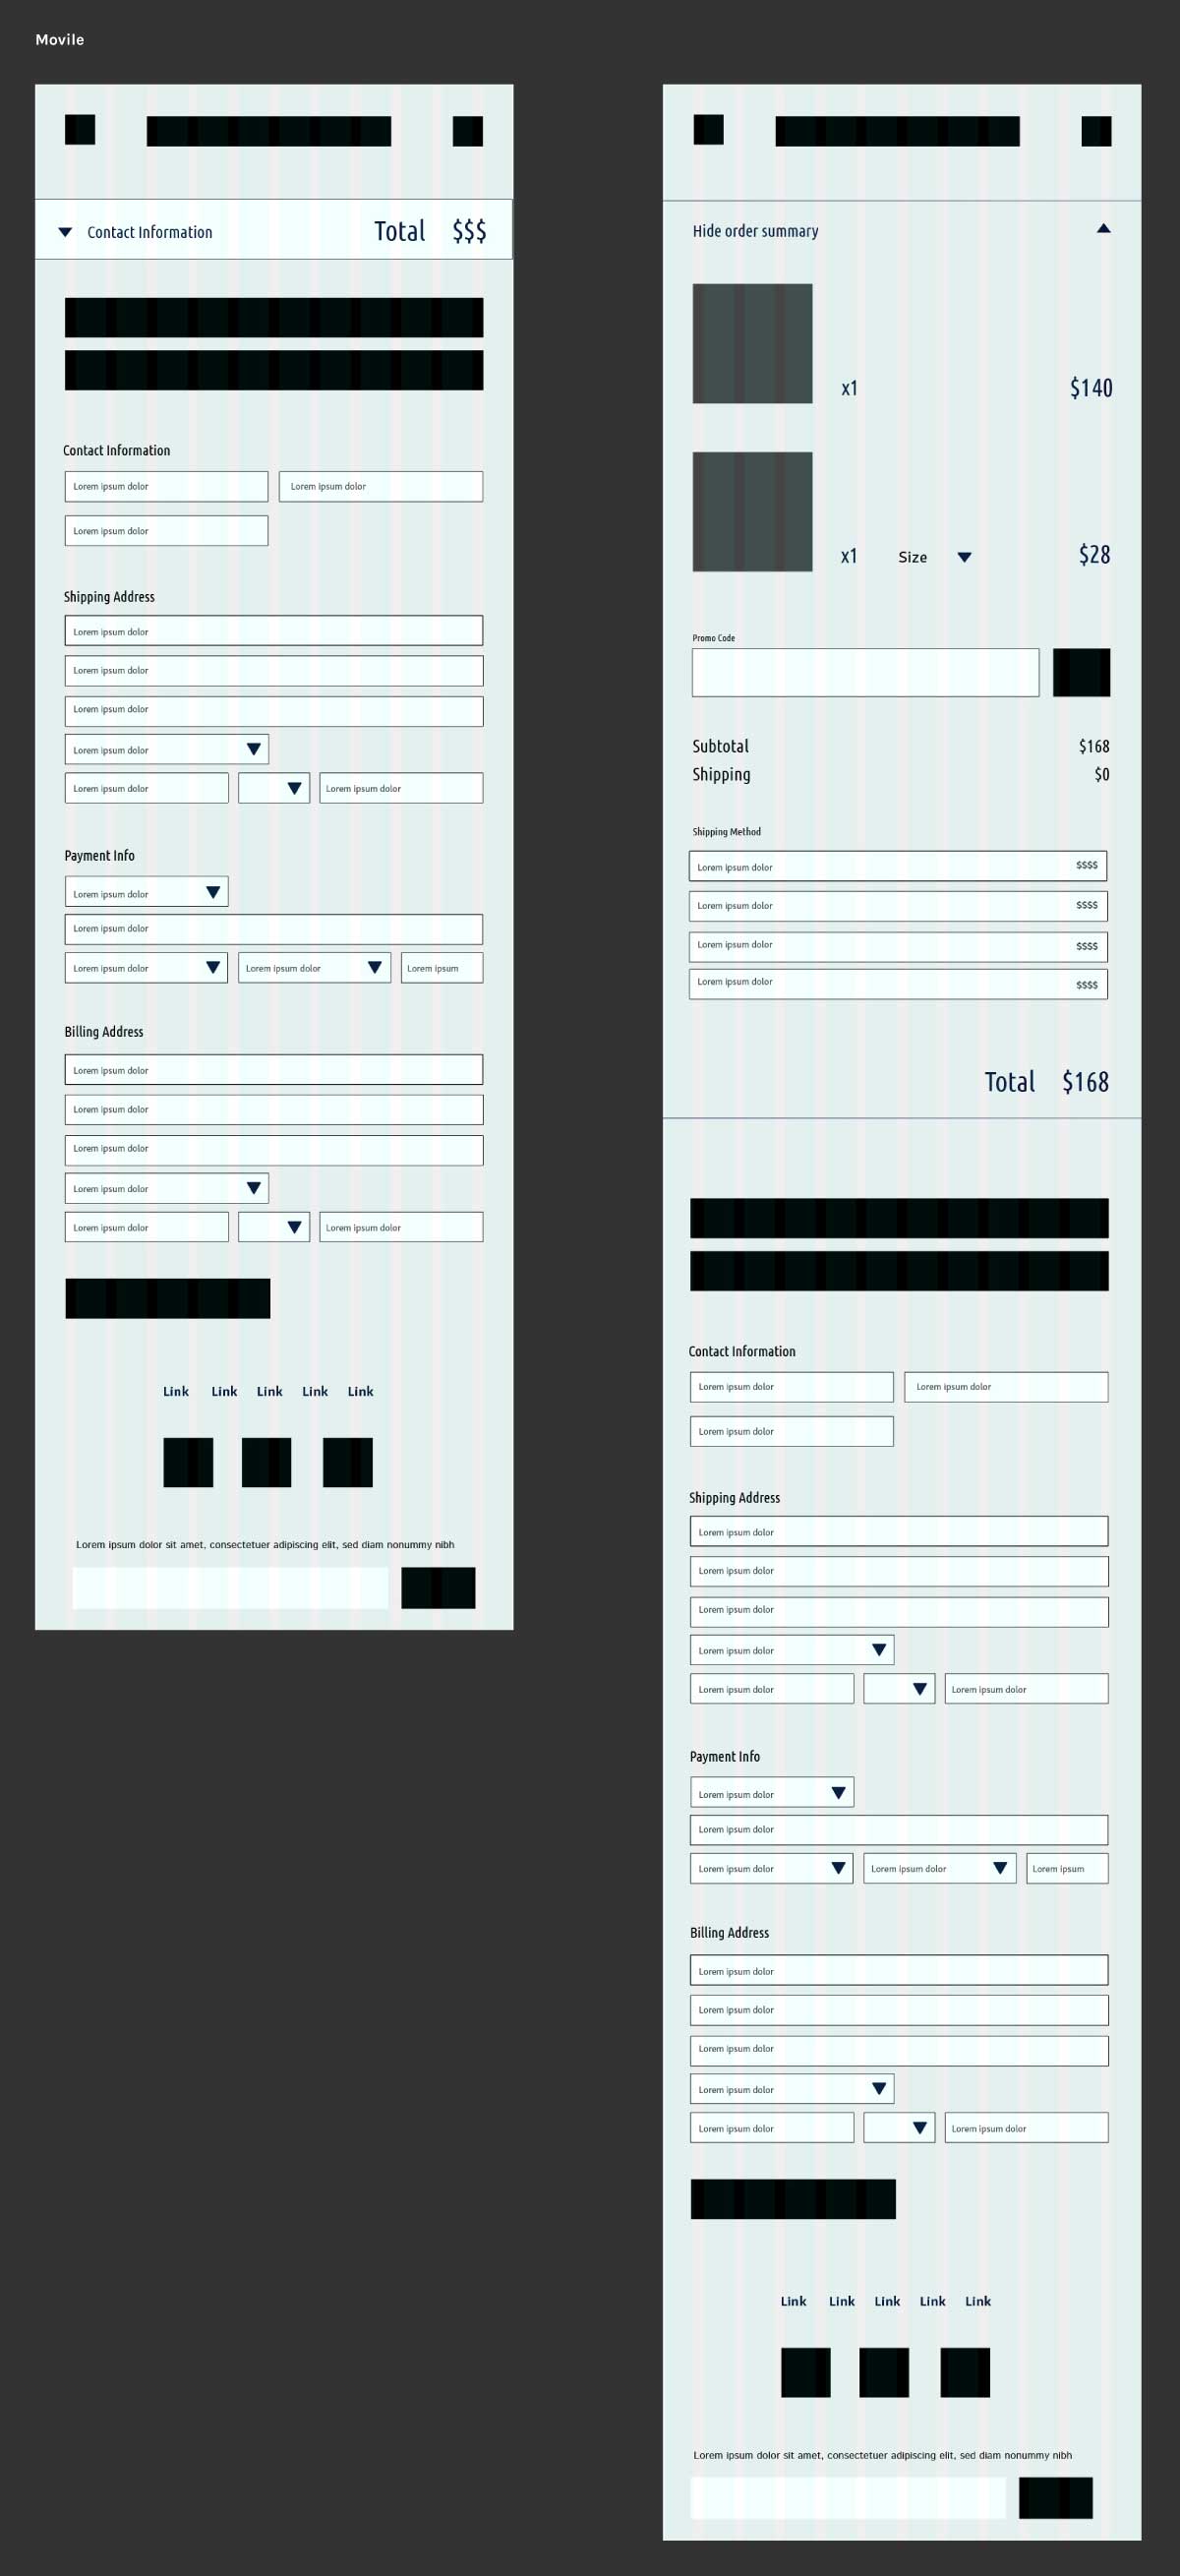 Movile
Contact Information Total $$$
Contact Information
Lorem ipsum dolor Lorem ipsum dolor
Lorem ipsum dolor
Shipping Address
Lorem ipsum dolor
Lorem ipsum dolor
Lorem ipsum dolor
Lorem ipsum dolor
Lorem ipsum dolor Lorem ipsum dolor
Payment Info
Lorem ipsum dolor
Lorem ipsum dolor
Lorem ipsum dolor Lorem ipsum dolor Lorem ipsum
Billing Address
Lorem ipsum dolor
Lorem ipsum dolor
Lorem ipsum dolor
Lorem ipsum dolor
Lorem ipsum dolor Lorem ipsum dolor
Link Link Link Link Link
Lorem ipsum dolor sit amet, consectetuer adipiscing elit, sed diam nonummy nibh
Hide order summary
x1 $140
x1 Size $28
Promo Code
Subtotal $168
Shipping $0
Shipping Method
Lorem ipsum dolor $$$$
Lorem ipsum dolor $$$$
Lorem ipsum dolor $$$$
Lorem ipsum dolor $$$$
Total $168
Contact Information
Lorem ipsum dolor Lorem ipsum dolor
Lorem ipsum dolor
Shipping Address
Lorem ipsum dolor
Lorem ipsum dolor
Lorem ipsum dolor
Lorem ipsum dolor
Lorem ipsum dolor Lorem ipsum dolor
Payment Info
Lorem ipsum dolor
Lorem ipsum dolor
Lorem ipsum dolor Lorem ipsum dolor Lorem ipsum
Billing Address
Lorem ipsum dolor
Lorem ipsum dolor
Lorem ipsum dolor
Lorem ipsum dolor
Lorem ipsum dolor Lorem ipsum dolor
Link Link Link Link Link
Lorem ipsum dolor sit amet, consectetuer adipiscing elit, sed diam nonummy nibh